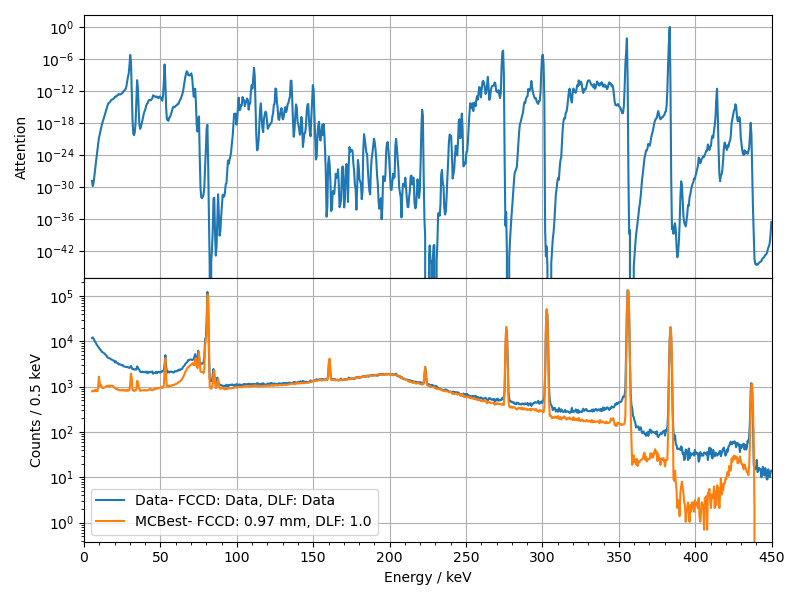 10^0
10^-6
10^-12
10^-18
10^-24
10^-30
10^-36
10^-42
Attention
10^5
10^4
10^3
10^2
10^1
10^0
Counts / 0.5 keV
Data- FCCD: Data, DLF: Data
MCBest- FCCD: 0.97 mm, DLF: 1.0
0 50 100 150 200 250 300 350 400 450
Energy / keV